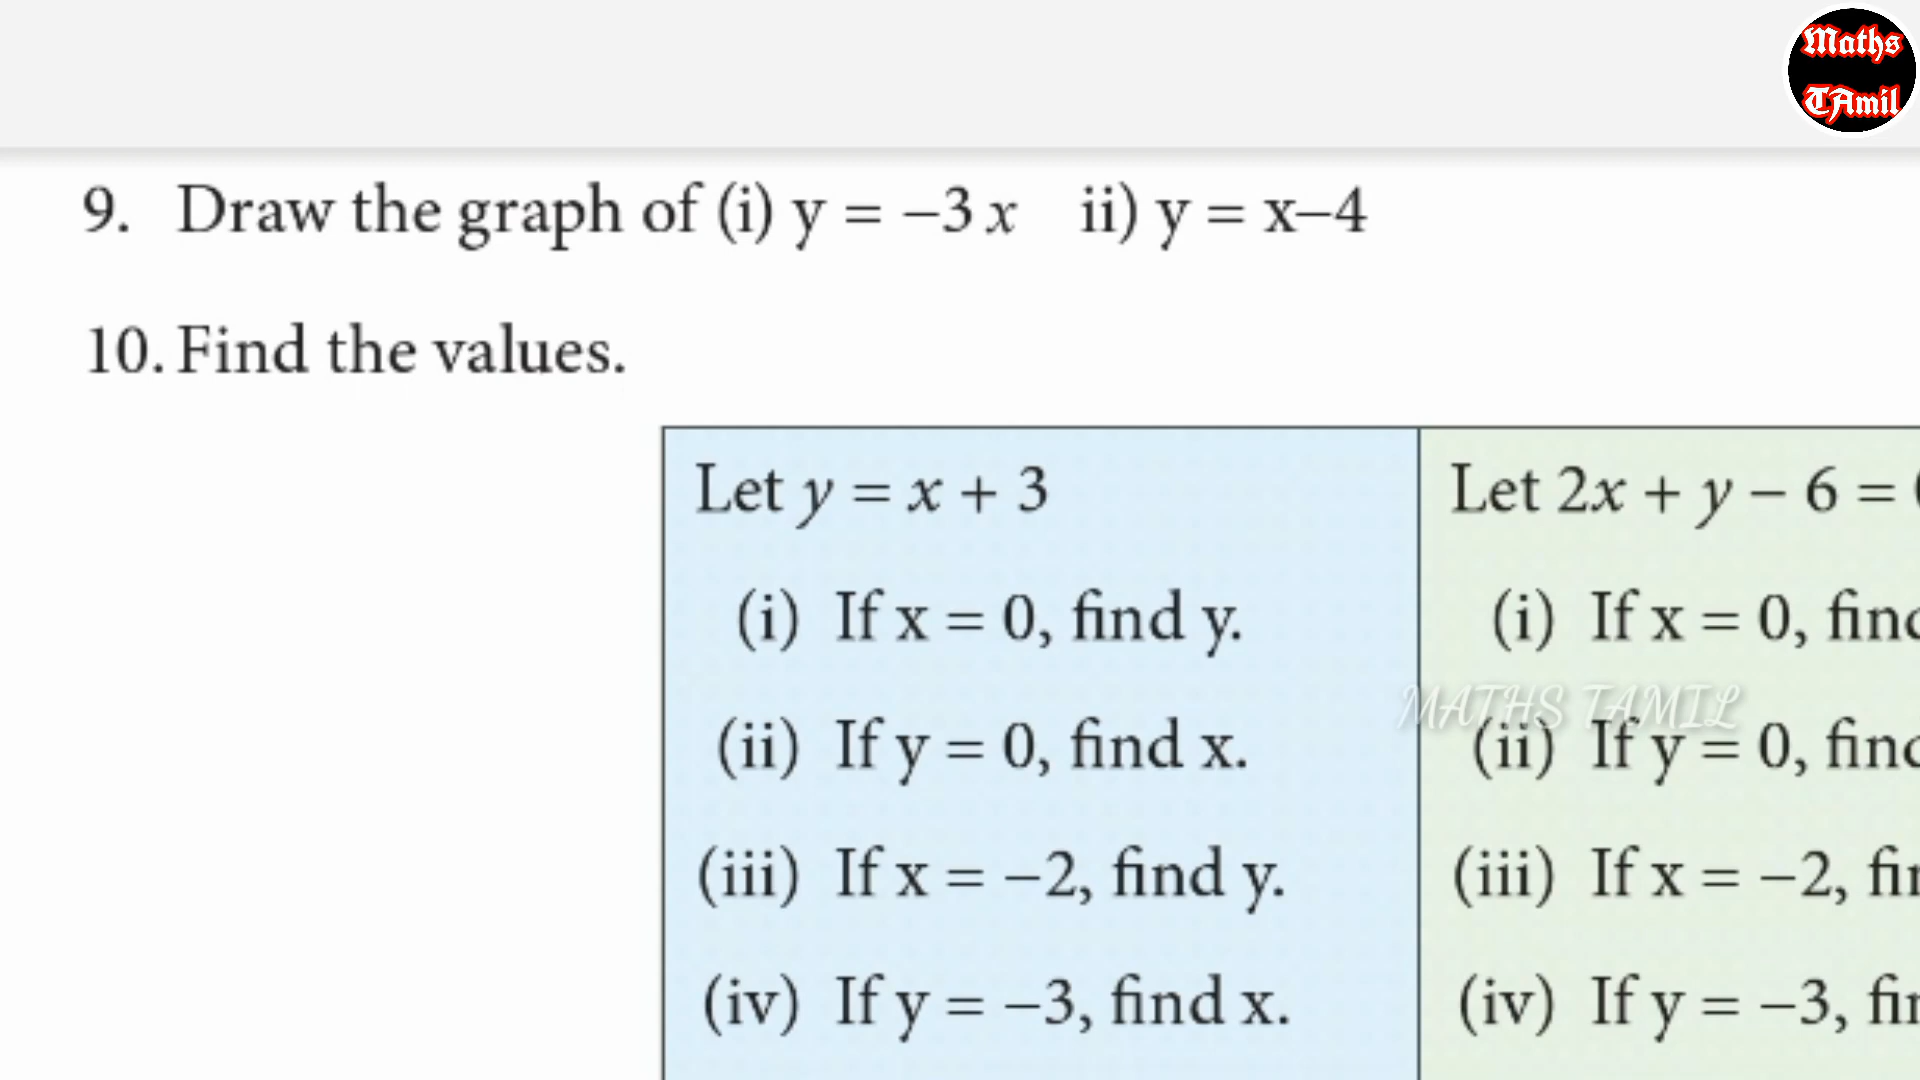 Maths
TAmil
9. Draw the graph of (i) y = –3x ii) y = x–4
10. Find the values.
Let y = x + 3
(i) If x = 0, find y.
(ii) If y = 0, find x.
(iii) If x = –2, find y.
(iv) If y = –3, find x.
Let 2x + y – 6 =
(i) If x = 0,
MATHS TAMIL
(ii) If y = 0,
(iii) If x = –2,
(iv) If y = –3,